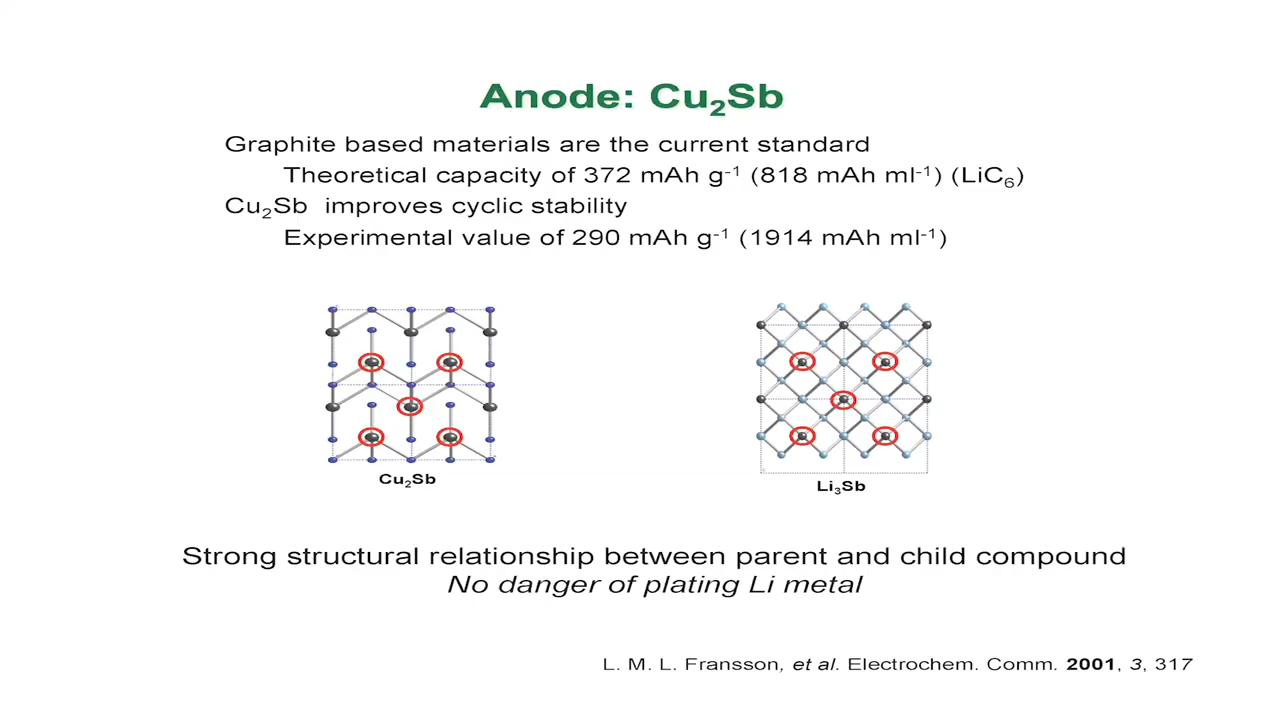 Anode: Cu₂Sb
Graphite based materials are the current standard
Theoretical capacity of 372 mAh g⁻¹ (818 mAh ml⁻¹) (LiC₆)
Cu₂Sb improves cyclic stability
Experimental value of 290 mAh g⁻¹ (1914 mAh ml⁻¹)
Cu₂Sb
Li₃Sb
Strong structural relationship between parent and child compound
No danger of plating Li metal
L. M. L. Fransson, et al. Electrochem. Comm. 2001, 3, 317